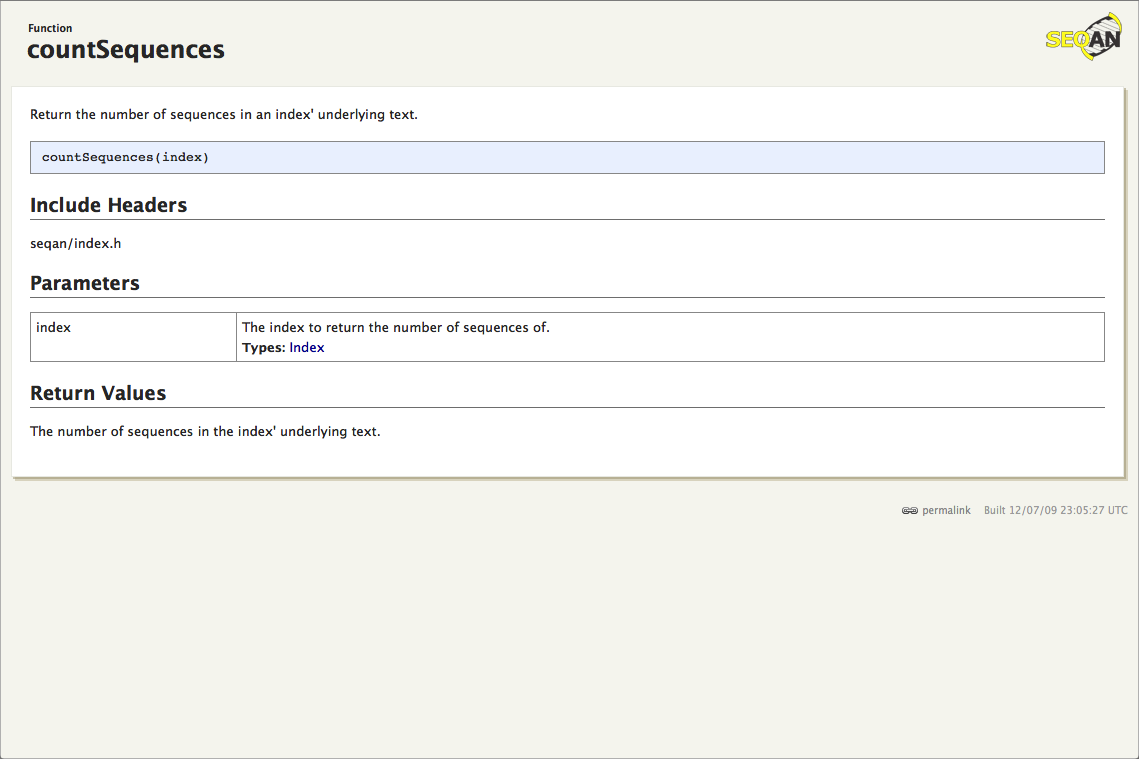 Function
countSequences
SEQAN
Return the number of sequences in an index' underlying text.
countSequences(index)
Include Headers
seqan/index.h
Parameters
index
The index to return the number of sequences of.
Types: Index
Return Values
The number of sequences in the index' underlying text.
permalink Built 12/07/09 23:05:27 UTC